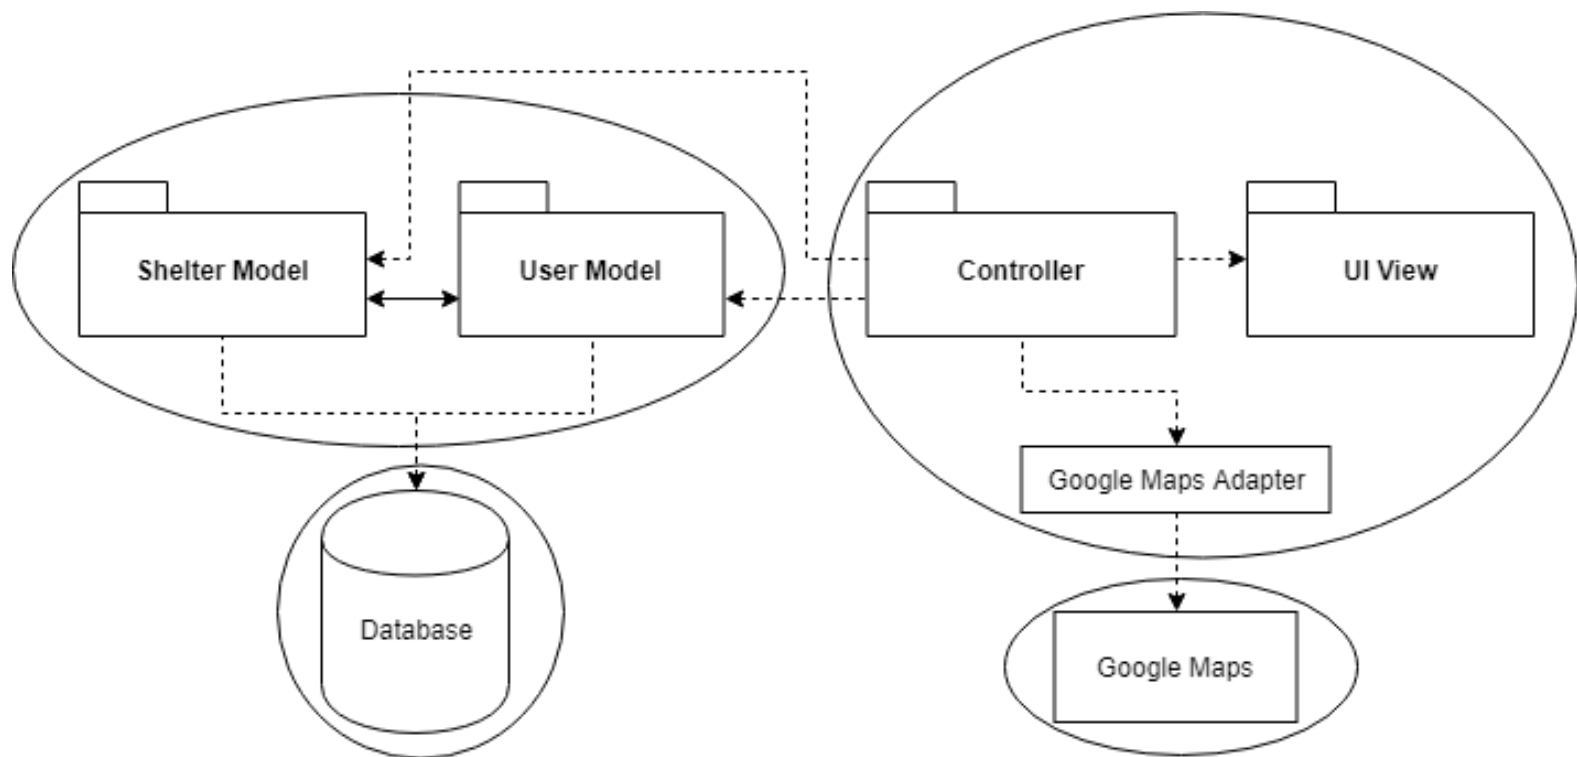 Shelter Model
User Model
Controller
UI View
Google Maps Adapter
Database
Google Maps